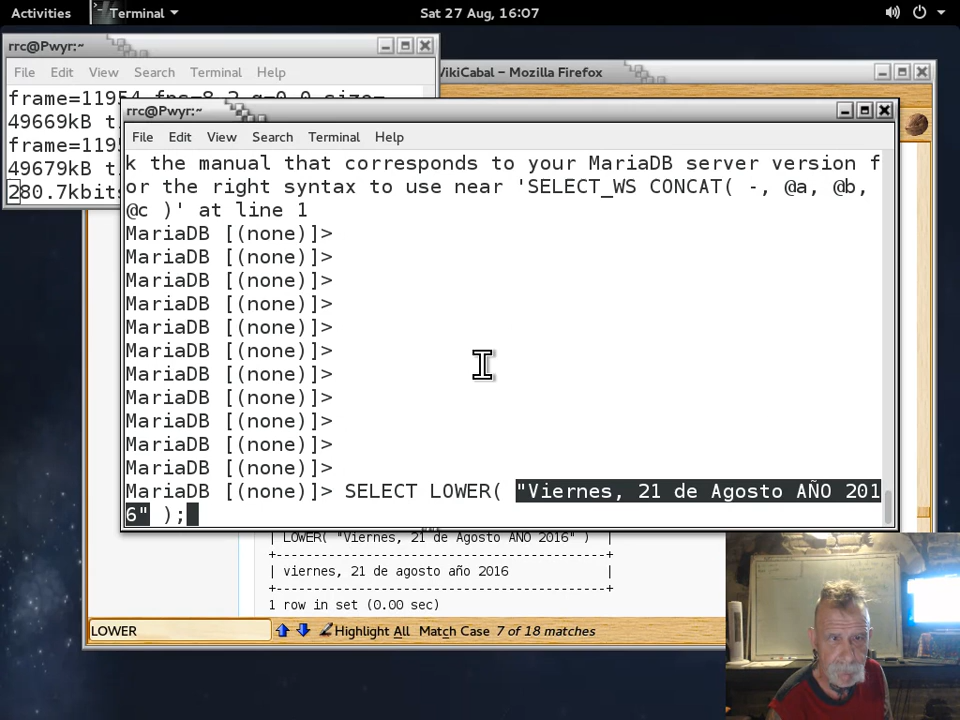 Activities
Terminal
Sat 27 Aug, 16:07
rrc@Pwyr:~
File Edit View Search Terminal Help
frame=11954 fps=8.2 q=0.0 size=
49669kB
49679kB
280.7kbits
VikiCabal – Mozilla Firefox
rrc@Pwyr:~
File Edit View Search Terminal Help
k the manual that corresponds to your MariaDB server version f
or the right syntax to use near 'SELECT_WS CONCAT( -, @a, @b,
@c )' at line 1
MariaDB [(none)]>
MariaDB [(none)]>
MariaDB [(none)]>
MariaDB [(none)]>
MariaDB [(none)]>
MariaDB [(none)]>
MariaDB [(none)]>
MariaDB [(none)]>
MariaDB [(none)]>
MariaDB [(none)]>
MariaDB [(none)]>
MariaDB [(none)]> SELECT LOWER( "Viernes, 21 de Agosto AÑO 201
6" );
| LOWER( "Viernes, 21 de Agosto AÑO 2016" ) |
+-------------------------------------------+
| viernes, 21 de agosto año 2016 |
+-------------------------------------------+
1 row in set (0.00 sec)
LOWER
Highlight All Match Case 7 of 18 matches